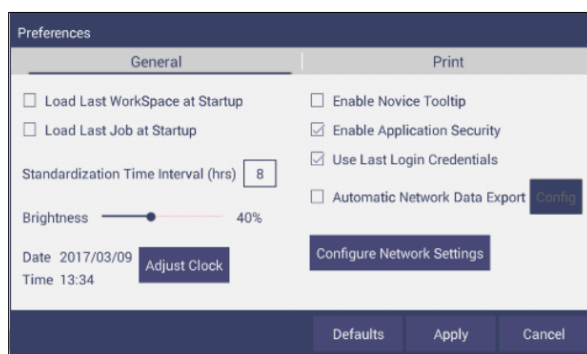 Preferences
General
Print
Load Last WorkSpace at Startup
Load Last Job at Startup
Standardization Time Interval (hrs) 8
Brightness 40%
Date 2017/03/09
Time 13:34
Adjust Clock
Enable Novice Tooltip
Enable Application Security
Use Last Login Credentials
Automatic Network Data Export Config
Configure Network Settings
Defaults Apply Cancel